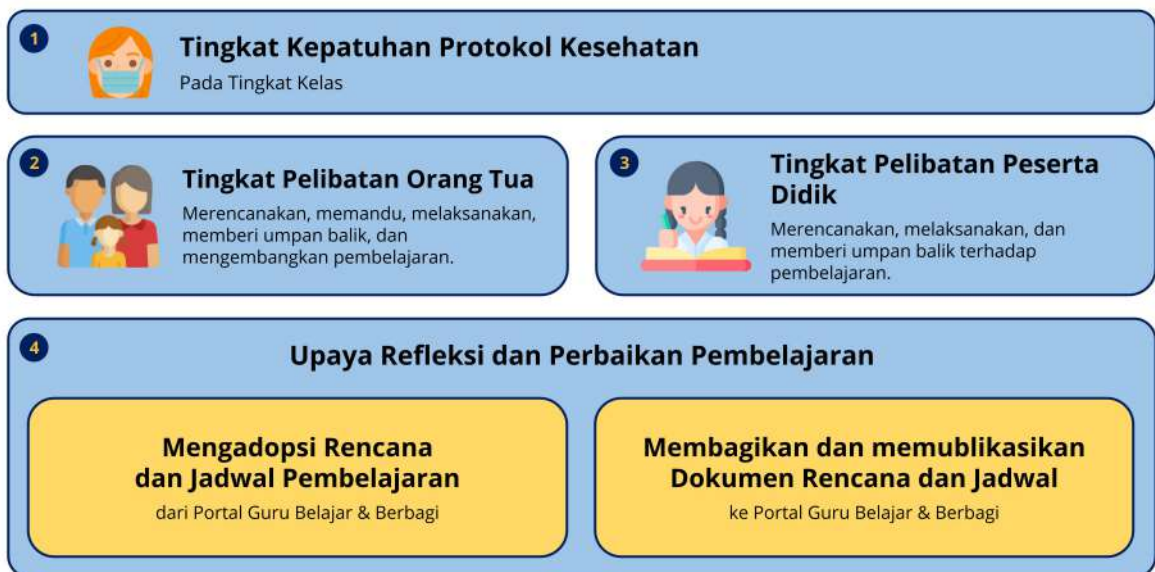 1
Tingkat Kepatuhan Protokol Kesehatan
Pada Tingkat Kelas
2
Tingkat Pelibatan Orang Tua
Merencanakan, memandu, melaksanakan,
memberi umpan balik, dan
mengembangkan pembelajaran.
3
Tingkat Pelibatan Peserta
Didik
Merencanakan, melaksanakan, dan
memberi umpan balik terhadap
pembelajaran.
4
Upaya Refleksi dan Perbaikan Pembelajaran
Mengadopsi Rencana
dan Jadwal Pembelajaran
dari Portal Guru Belajar & Berbagi
Membagikan dan memublikasikan
Dokumen Rencana dan Jadwal
ke Portal Guru Belajar & Berbagi